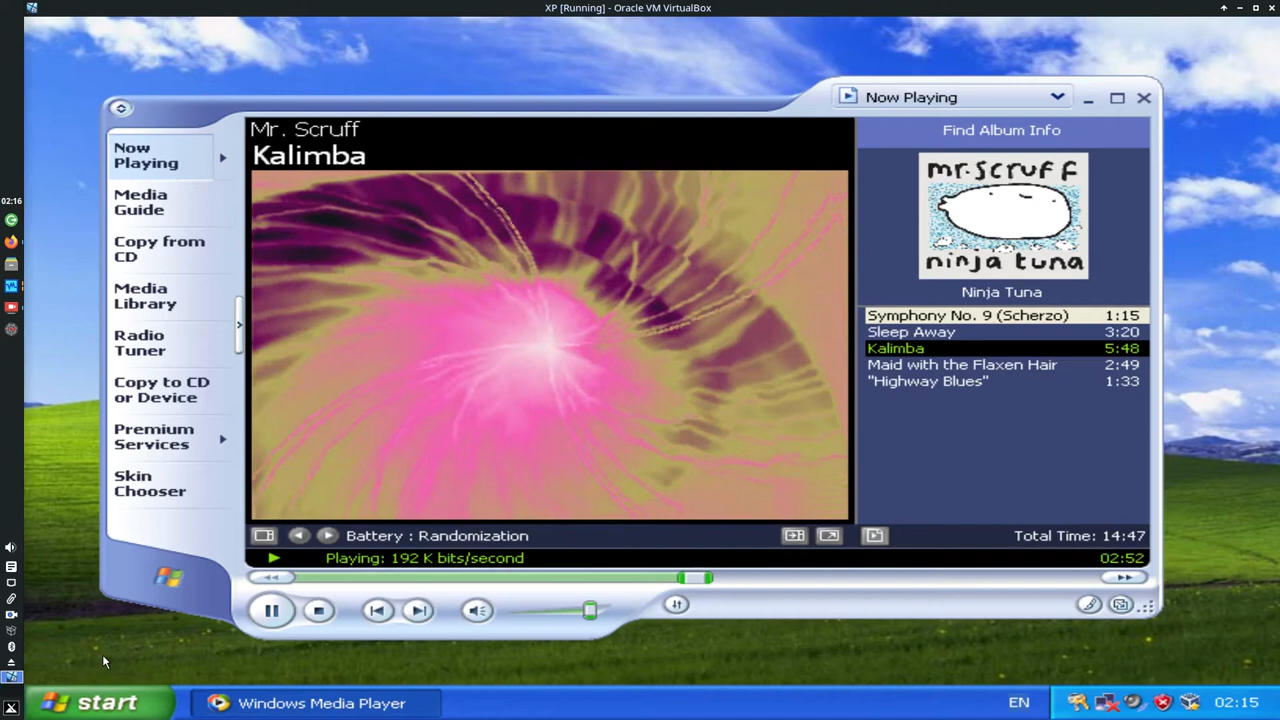 XP [Running] - Oracle VM VirtualBox
02:16
Now Playing
Mr. Scruff
Kalimba
Now
Playing
Media
Guide
Copy from
CD
Media
Library
Radio
Tuner
Copy to CD
or Device
Premium
Services
Skin
Chooser
Find Album Info
mr.scruff
ninja tuna
Ninja Tuna
Symphony No. 9 (Scherzo) 1:15
Sleep Away 3:20
Kalimba 5:48
Maid with the Flaxen Hair 2:49
"Highway Blues" 1:33
Battery : Randomization
Total Time: 14:47
Playing: 192 K bits/second
02:52
start
Windows Media Player
EN
02:15